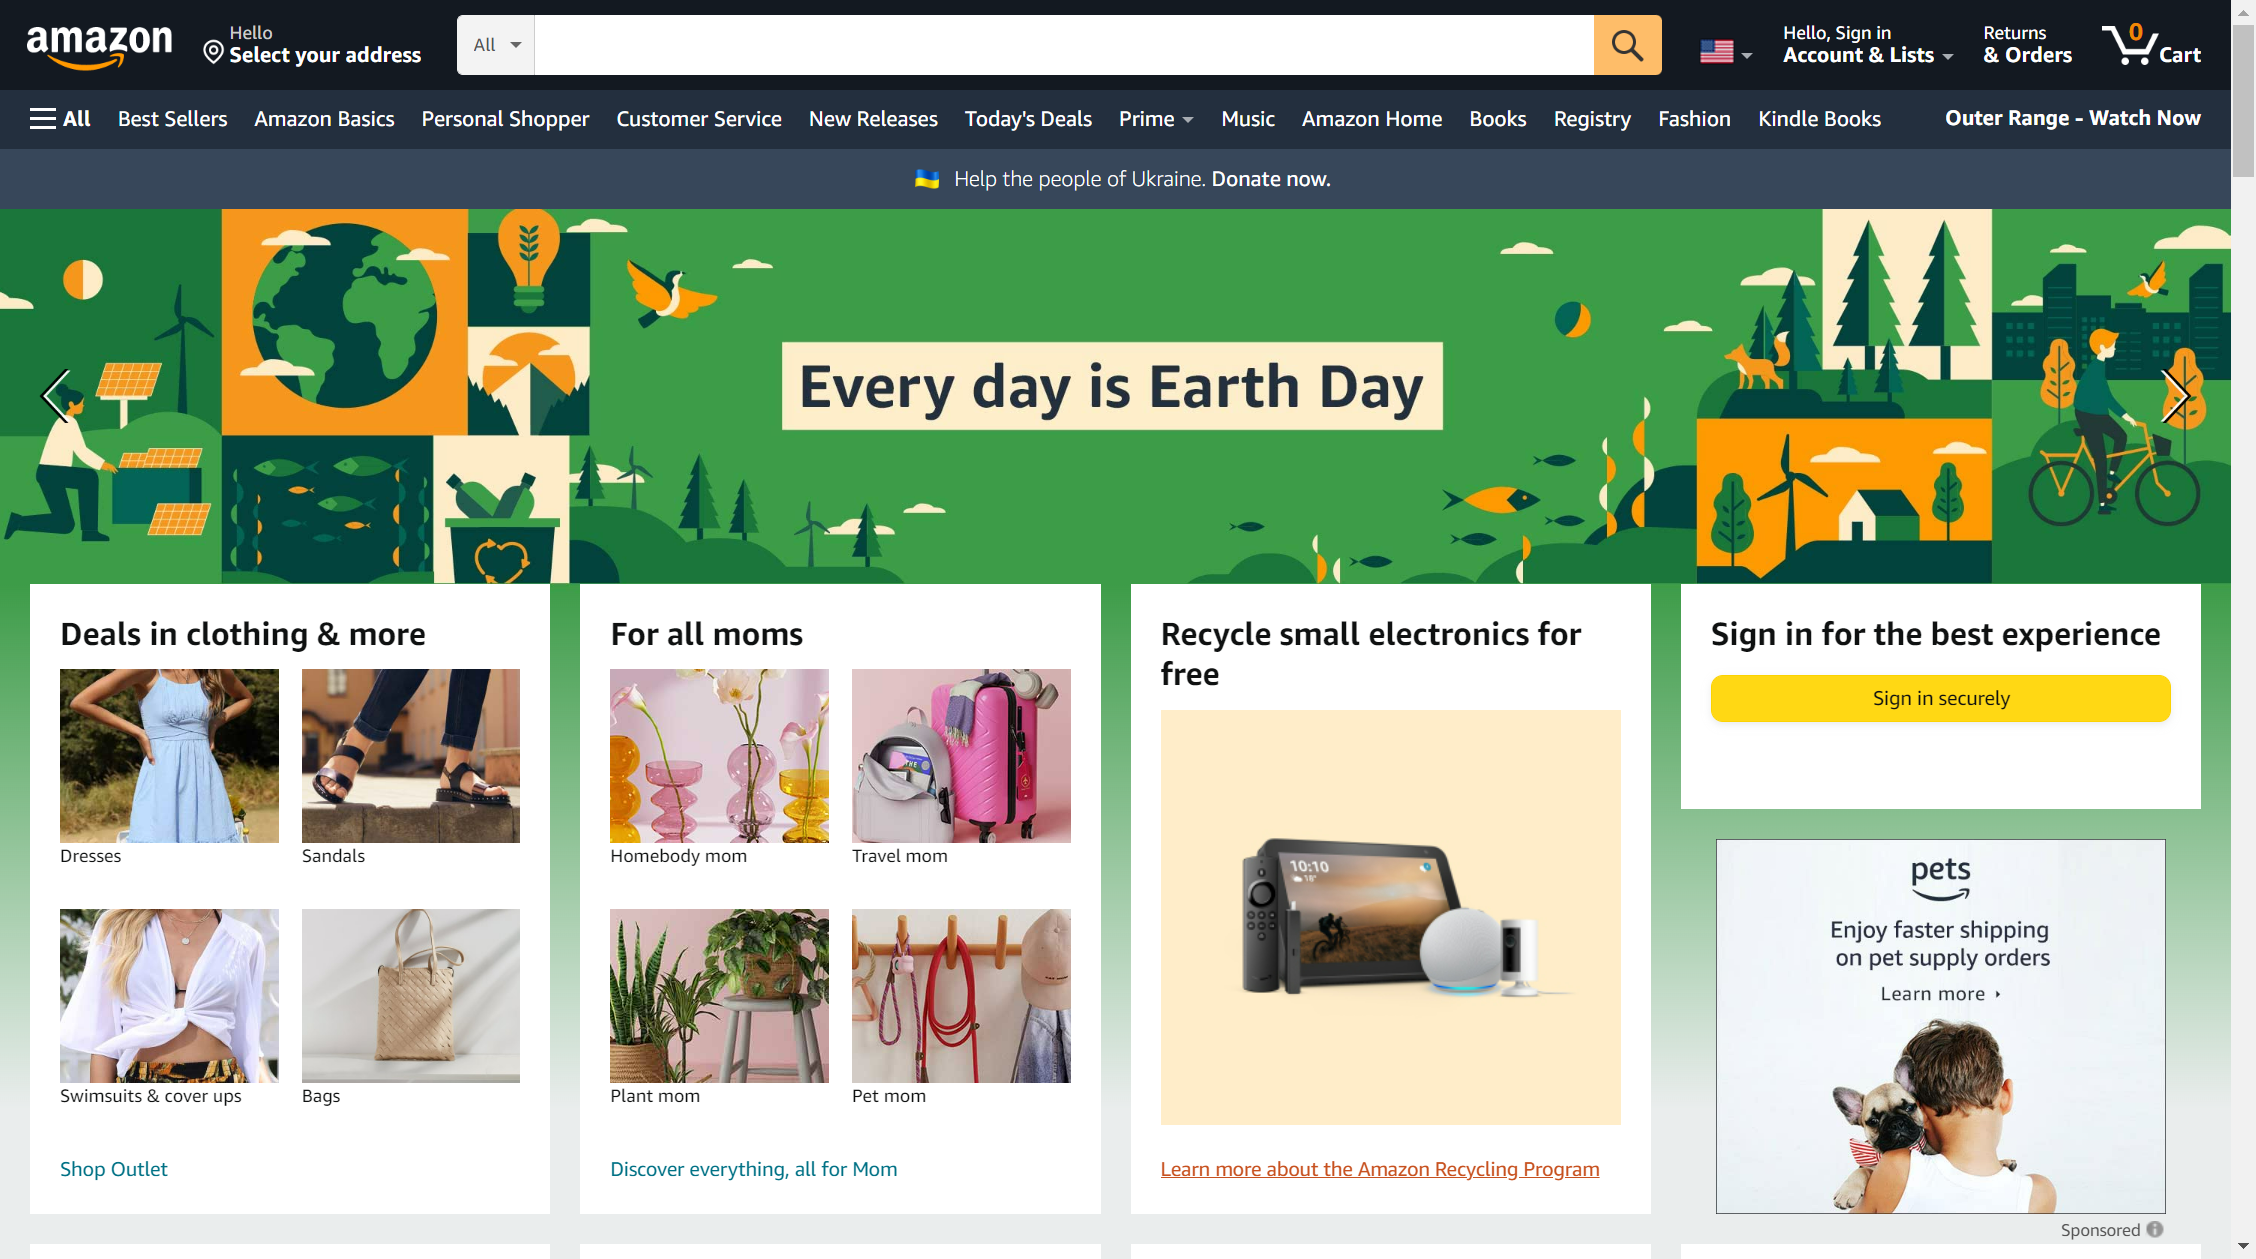 amazon
Hello
Select your address
All
Hello, Sign in
Account & Lists
Returns
& Orders
0
Cart
All
Best Sellers
Amazon Basics
Personal Shopper
Customer Service
New Releases
Today's Deals
Prime
Music
Amazon Home
Books
Registry
Fashion
Kindle Books
Outer Range - Watch Now
Help the people of Ukraine. Donate now.
Every day is Earth Day
Deals in clothing & more
Dresses
Sandals
Swimsuits & cover ups
Bags
Shop Outlet
For all moms
Homebody mom
Travel mom
Plant mom
Pet mom
Discover everything, all for Mom
Recycle small electronics for
free
10:10
18°
Learn more about the Amazon Recycling Program
Sign in for the best experience
Sign in securely
pets
Enjoy faster shipping
on pet supply orders
Learn more
Sponsored